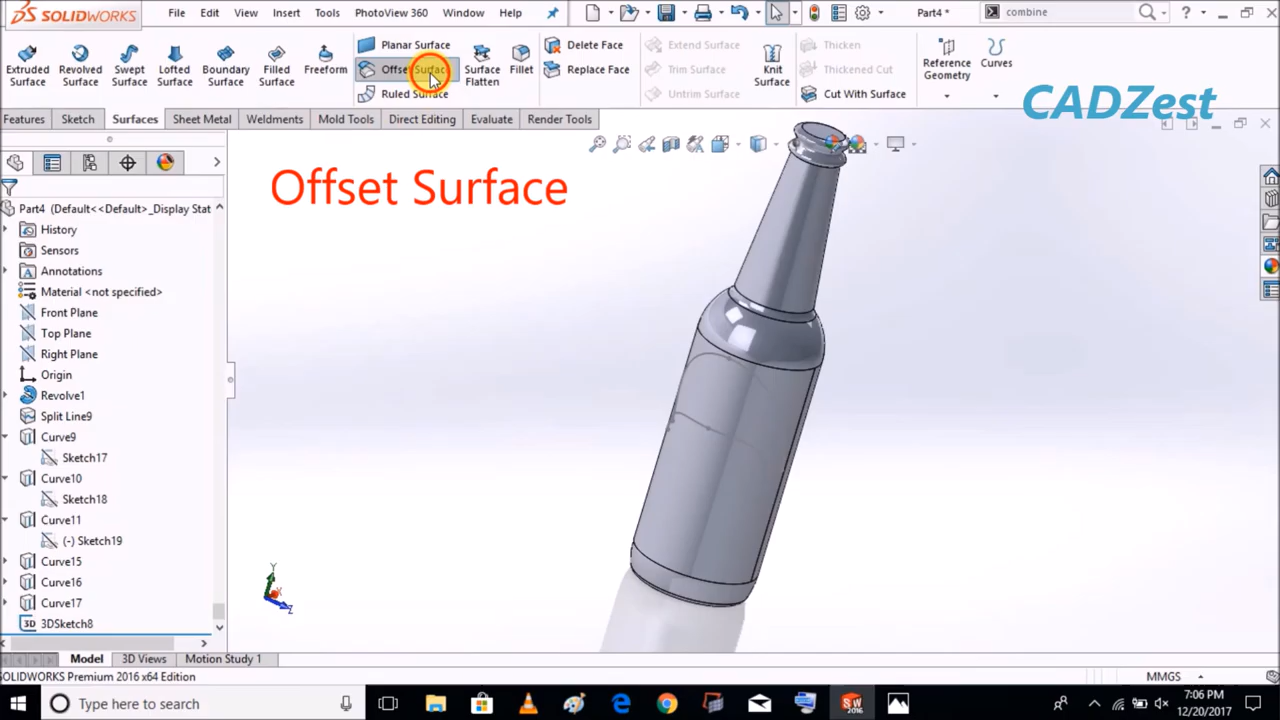 SOLIDWORKS File Edit View Insert Tools PhotoView 360 Window Help Part4 * combine
Extruded Surface
Revolved Surface
Swept Surface
Lofted Surface
Boundary Surface
Filled Surface
Freeform
Planar Surface
Offset Surface
Ruled Surface
Surface Flatten
Fillet
Delete Face
Replace Face
Extend Surface
Trim Surface
Untrim Surface
Knit Surface
Thicken
Thickened Cut
Cut With Surface
Reference Geometry
Curves
CADZest
Features Sketch Surfaces Sheet Metal Weldments Mold Tools Direct Editing Evaluate Render Tools
Offset Surface
Part4 (Default<<Default>_Display Stat
History
Sensors
Annotations
Material <not specified>
Front Plane
Top Plane
Right Plane
Origin
Revolve1
Split Line9
Curve9
Sketch17
Curve10
Sketch18
Curve11
(-) Sketch19
Curve15
Curve16
Curve17
3D 3DSketch8
Y
X
Z
Model 3D Views Motion Study 1
SOLIDWORKS Premium 2016 x64 Edition MMGS
Type here to search
SW 2016
7:06 PM
12/20/2017